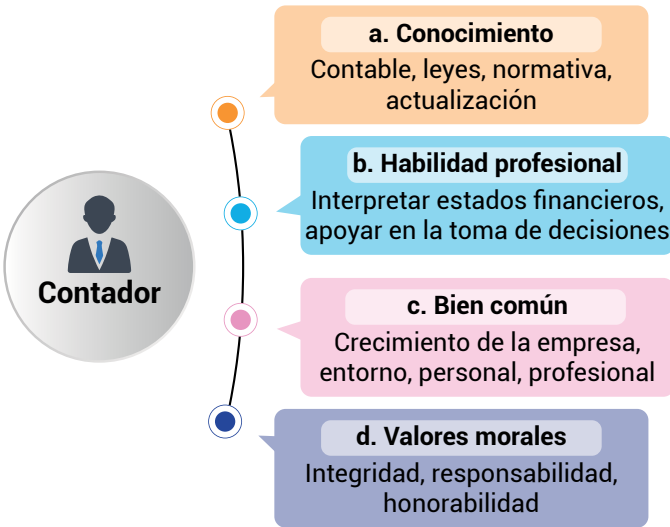 Contador
a. Conocimiento
Contable, leyes, normativa,
actualización
b. Habilidad profesional
Interpretar estados financieros,
apoyar en la toma de decisiones
c. Bien común
Crecimiento de la empresa,
entorno, personal, profesional
d. Valores morales
Integridad, responsabilidad,
honorabilidad